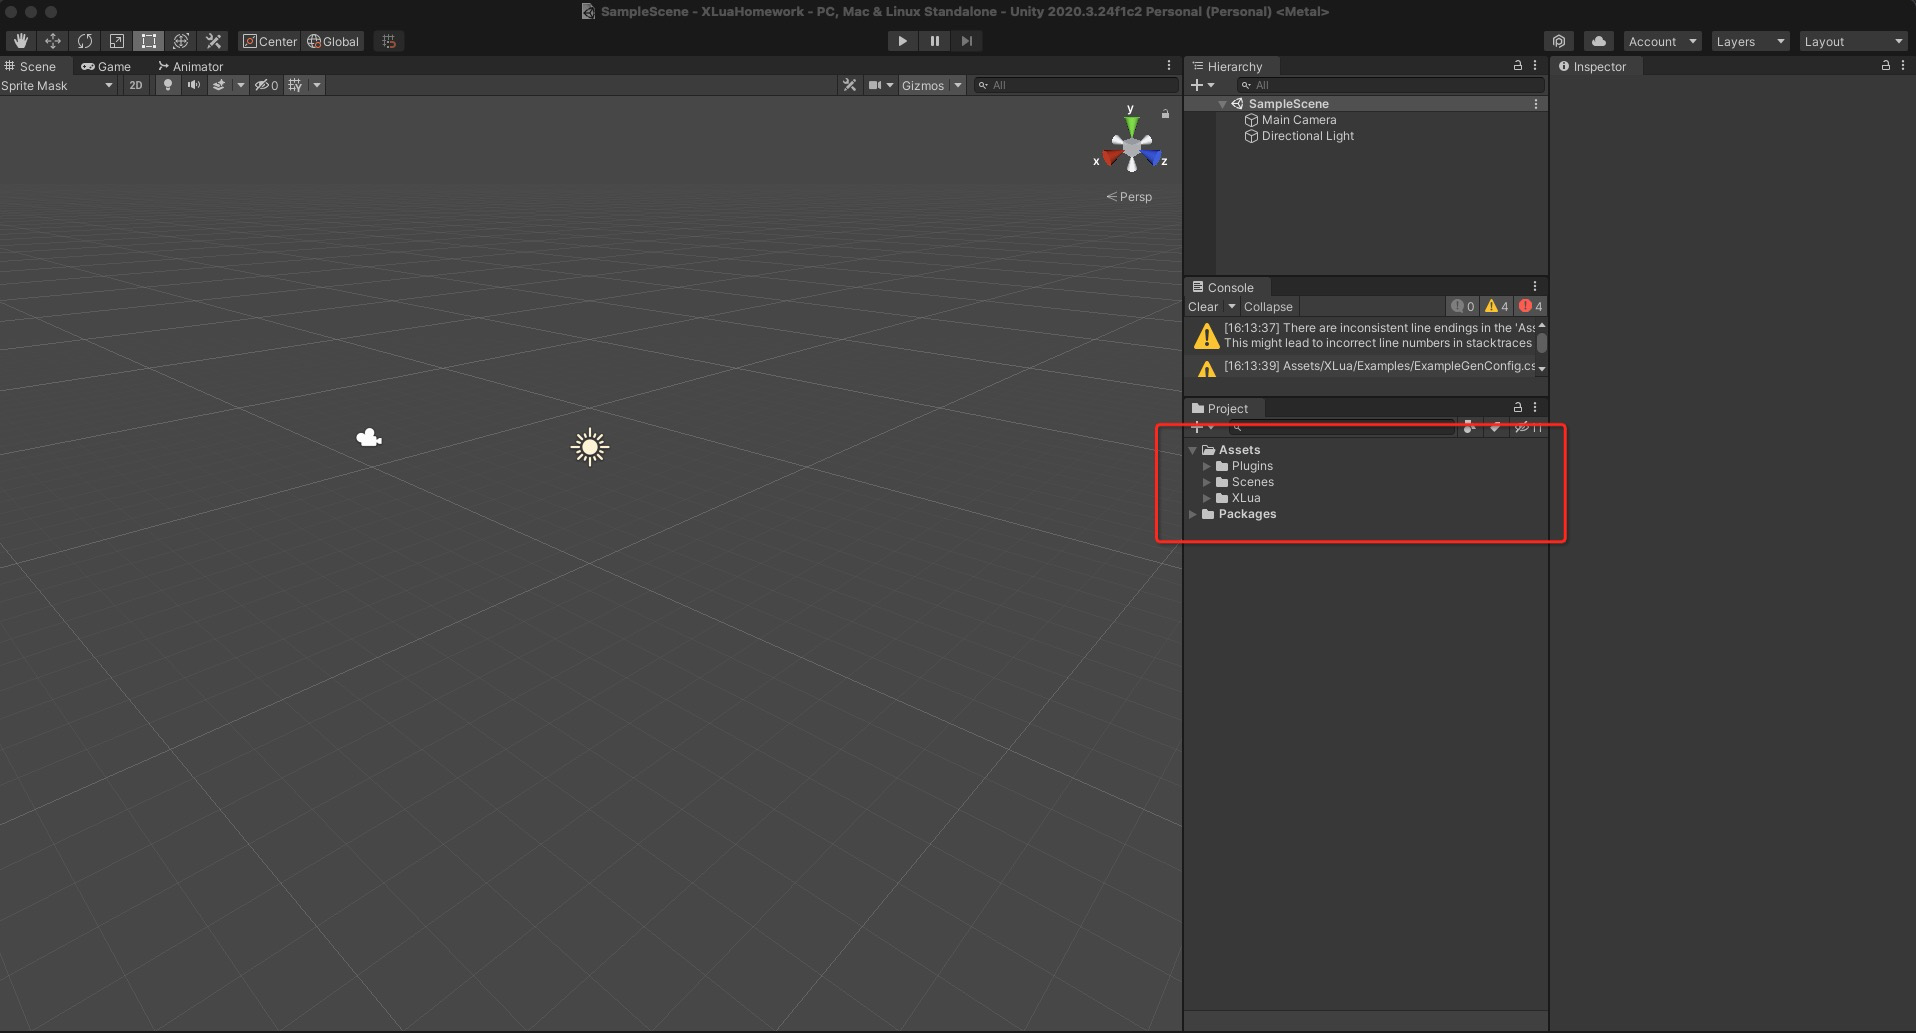 SampleScene - XLuaHomework - PC, Mac & Linux Standalone - Unity 2020.3.24f1c2 Personal (Personal) <Metal>
Center Global Account Layers Layout
Scene Game Animator
Sprite Mask 2D 0 Gizmos All
y
x z
Persp
Hierarchy
All
SampleScene
Main Camera
Directional Light
Console
Clear Collapse 0 4 4
[16:13:37] There are inconsistent line endings in the 'Ass
This might lead to incorrect line numbers in stacktraces
[16:13:39] Assets/XLua/Examples/ExampleGenConfig.cs
Project
Assets
Plugins
Scenes
XLua
Packages
Inspector